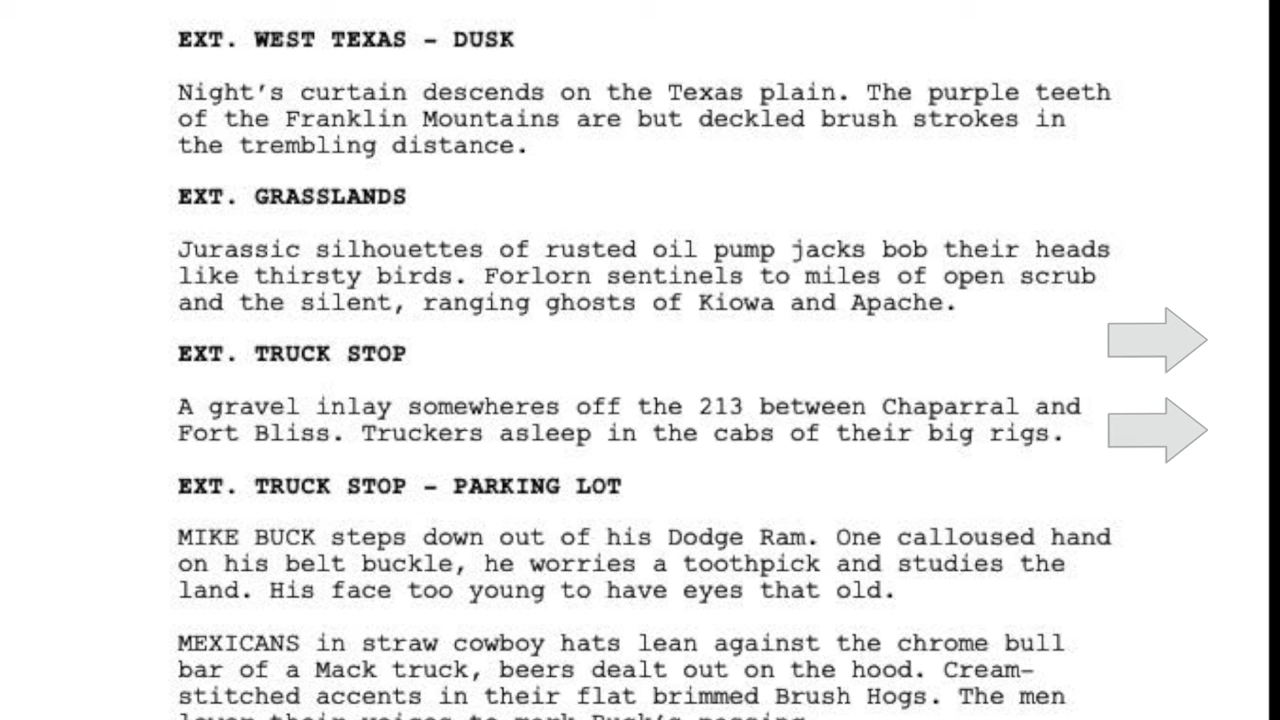 EXT. WEST TEXAS – DUSK
Night's curtain descends on the Texas plain. The purple teeth
of the Franklin Mountains are but deckled brush strokes in
the trembling distance.
EXT. GRASSLANDS
Jurassic silhouettes of rusted oil pump jacks bob their heads
like thirsty birds. Forlorn sentinels to miles of open scrub
and the silent, ranging ghosts of Kiowa and Apache.
EXT. TRUCK STOP
A gravel inlay somewheres off the 213 between Chaparral and
Fort Bliss. Truckers asleep in the cabs of their big rigs.
EXT. TRUCK STOP – PARKING LOT
MIKE BUCK steps down out of his Dodge Ram. One calloused hand
on his belt buckle, he worries a toothpick and studies the
land. His face too young to have eyes that old.
MEXICANS in straw cowboy hats lean against the chrome bull
bar of a Mack truck, beers dealt out on the hood. Cream-
stitched accents in their flat brimmed Brush Hogs. The men
their voices to mark Buck's passing.